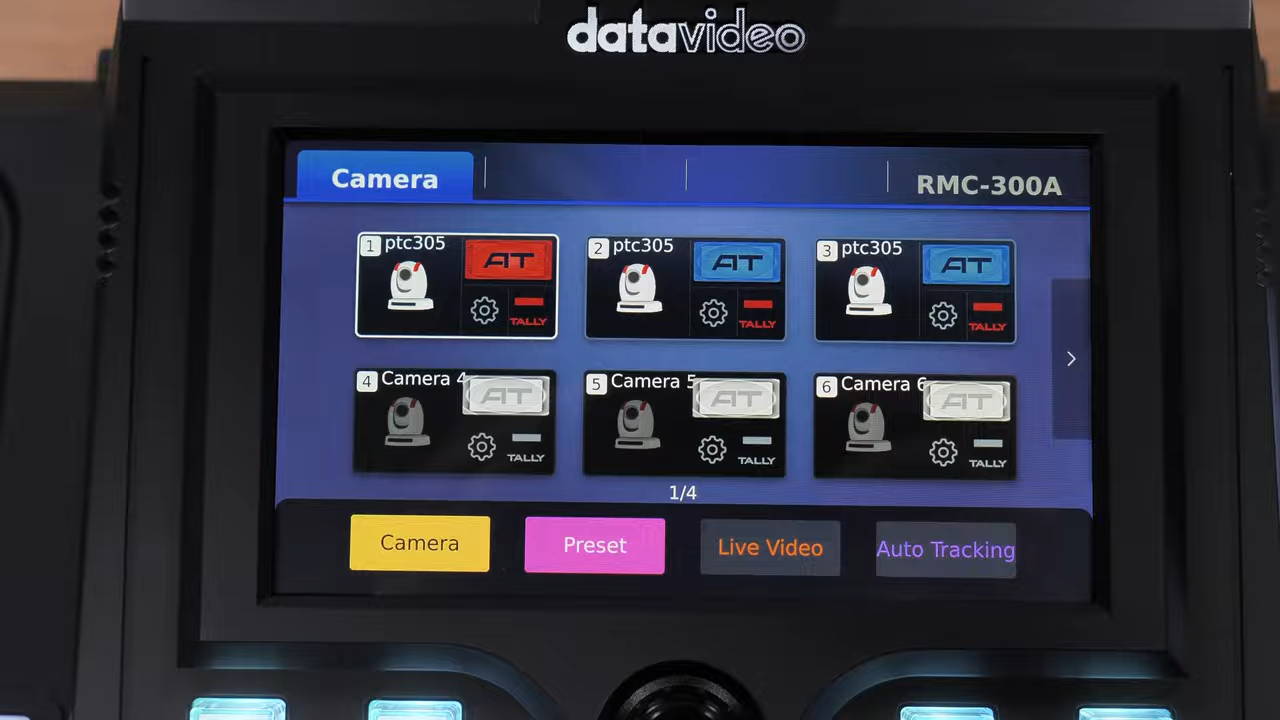 datavideo
Camera
RMC-300A
1 ptc305 AT TALLY
2 ptc305 AT TALLY
3 ptc305 AT TALLY
4 Camera 4 AT TALLY
5 Camera 5 AT TALLY
6 Camera 6 AT TALLY
1/4
Camera
Preset
Live Video
Auto Tracking